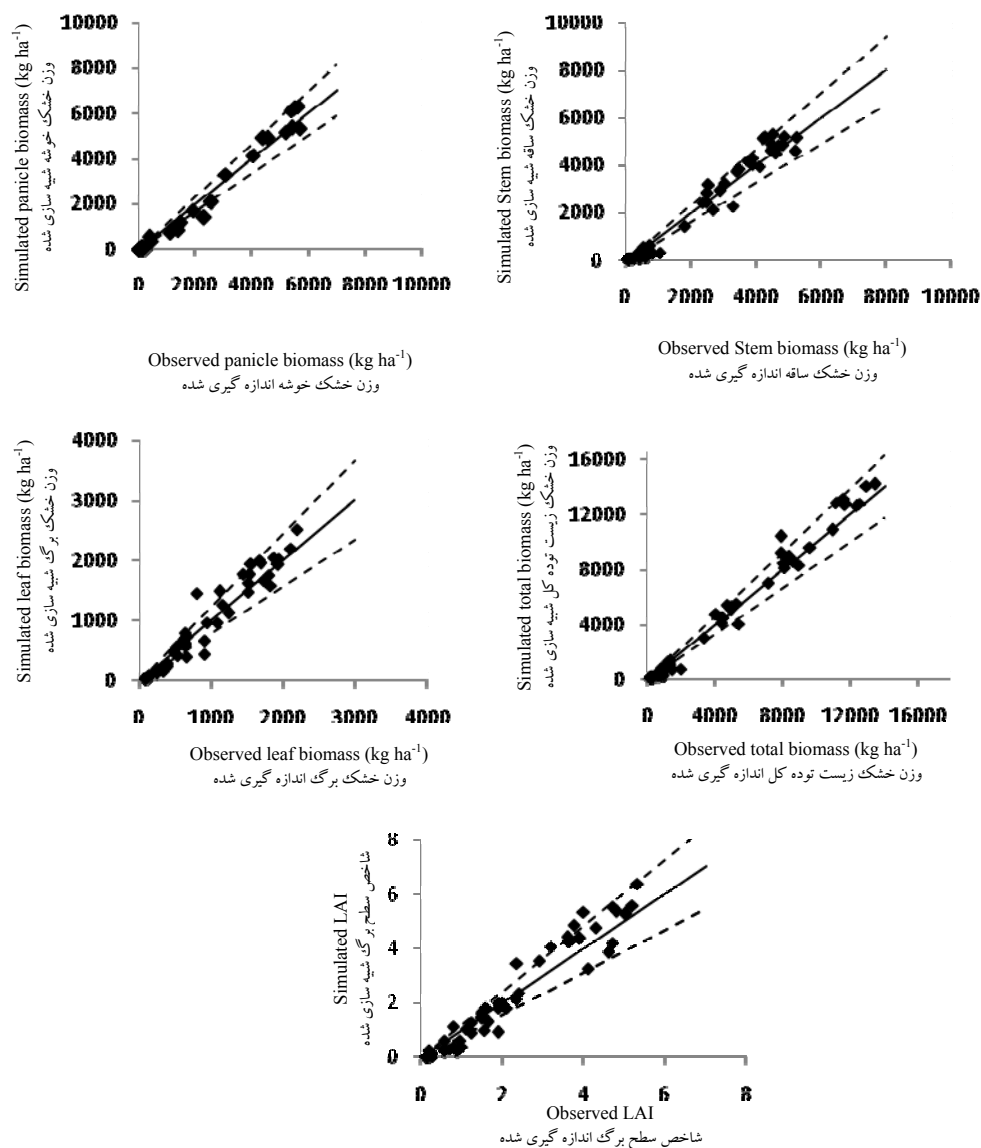 10000
8000
6000
4000
2000
0
0 2000 4000 6000 8000 10000
Simulated panicle biomass (kg ha⁻¹)
وزن خشک خوشه شبیه سازی شده
Observed panicle biomass (kg ha⁻¹)
وزن خشک خوشه اندازه گیری شده
10000
8000
6000
4000
2000
0
0 2000 4000 6000 8000 10000
Simulated Stem biomass (kg ha⁻¹)
وزن خشک ساقه شبیه سازی شده
Observed Stem biomass (kg ha⁻¹)
وزن خشک ساقه اندازه گیری شده
4000
3000
2000
1000
0
0 1000 2000 3000 4000
Simulated leaf biomass (kg ha⁻¹)
وزن خشک برگ شبیه سازی شده
Observed leaf biomass (kg ha⁻¹)
وزن خشک برگ اندازه گیری شده
16000
12000
8000
4000
0
0 4000 8000 12000 16000
Simulated total biomass (kg ha⁻¹)
وزن خشک زیست توده کل شبیه سازی شده
Observed total biomass (kg ha⁻¹)
وزن خشک زیست توده کل اندازه گیری شده
8
6
4
2
0
0 2 4 6 8
Simulated LAI
شاخص سطح برگ شبیه سازی شده
Observed LAI
شاخص سطح برگ اندازه گیری شده